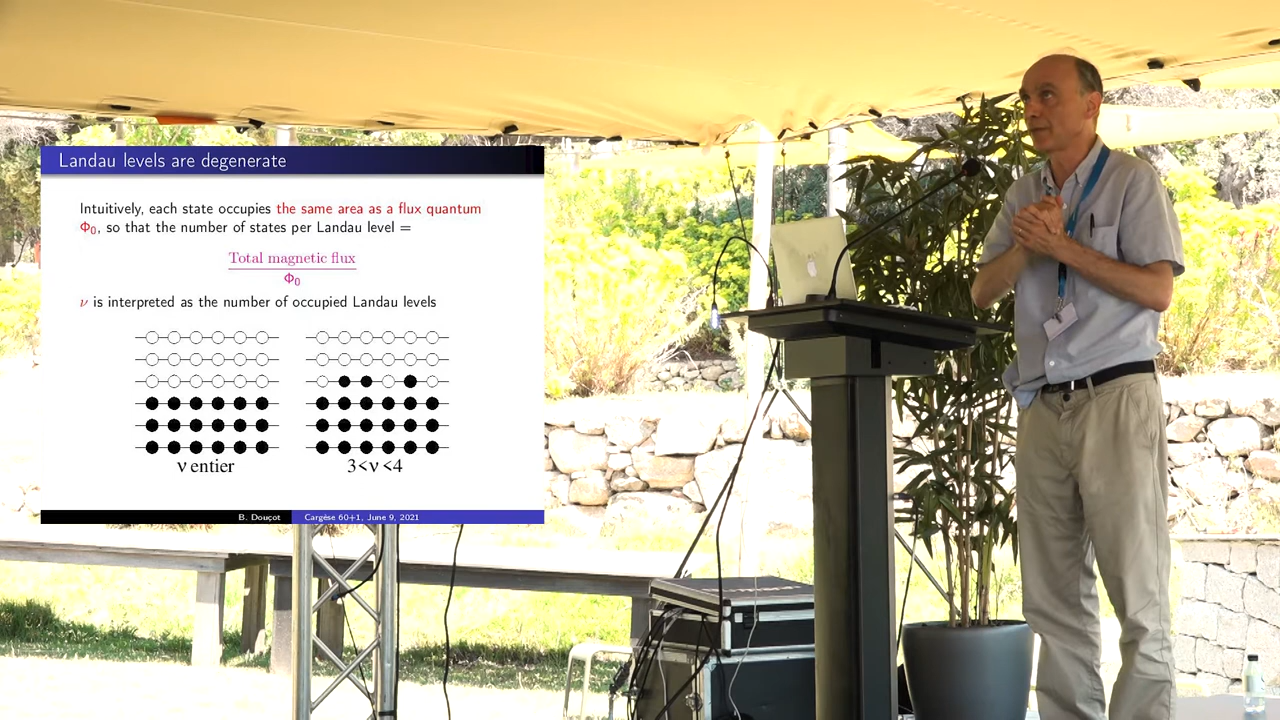 Landau levels are degenerate
Intuitively, each state occupies the same area as a flux quantum
Φ₀, so that the number of states per Landau level =
Total magnetic flux
Φ₀
ν is interpreted as the number of occupied Landau levels
ν entier 3<ν<4
B. Douçot Cargèse 60+1, June 9, 2021